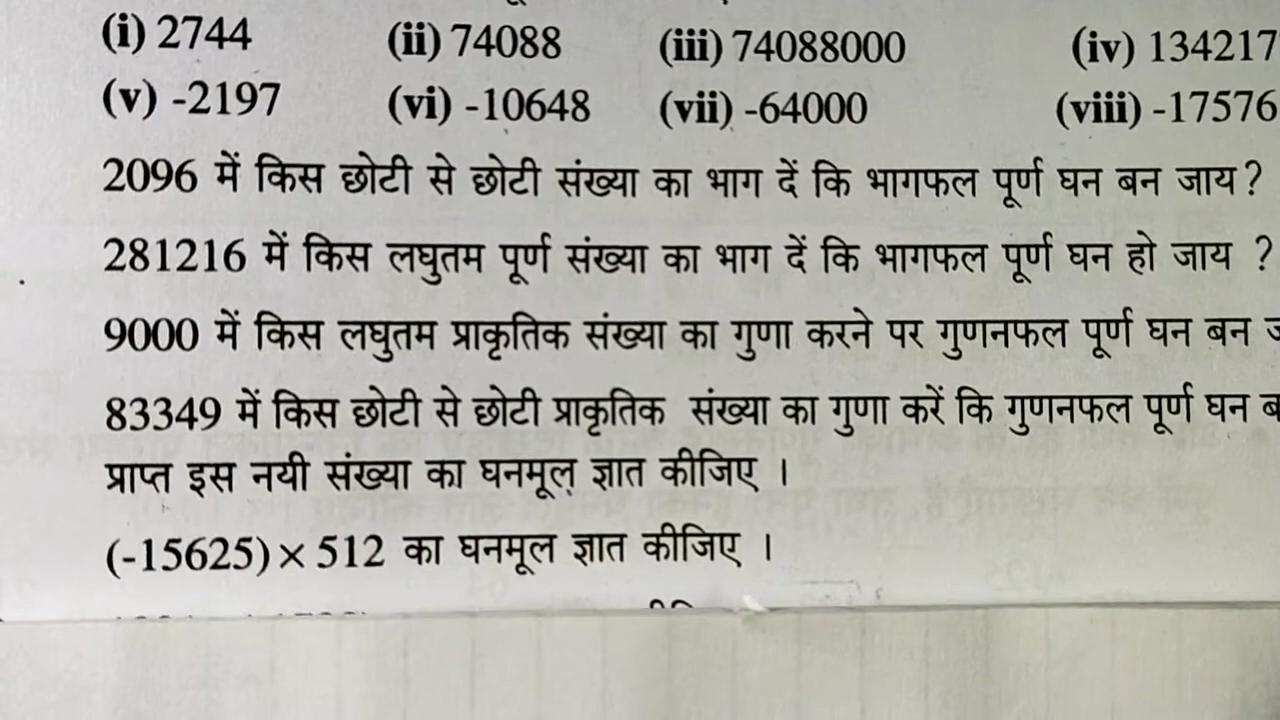 (i) 2744 (ii) 74088 (iii) 74088000 (iv) 134217
(v) -2197 (vi) -10648 (vii) -64000 (viii) -17576
2096 में किस छोटी से छोटी संख्या का भाग दें कि भागफल पूर्ण घन बन जाय?
281216 में किस लघुतम पूर्ण संख्या का भाग दें कि भागफल पूर्ण घन हो जाय ?
9000 में किस लघुतम प्राकृतिक संख्या का गुणा करने पर गुणनफल पूर्ण घन बन
83349 में किस छोटी से छोटी प्राकृतिक संख्या का गुणा करें कि गुणनफल पूर्ण घन
प्राप्त इस नयी संख्या का घनमूल ज्ञात कीजिए ।
(-15625) × 512 का घनमूल ज्ञात कीजिए ।